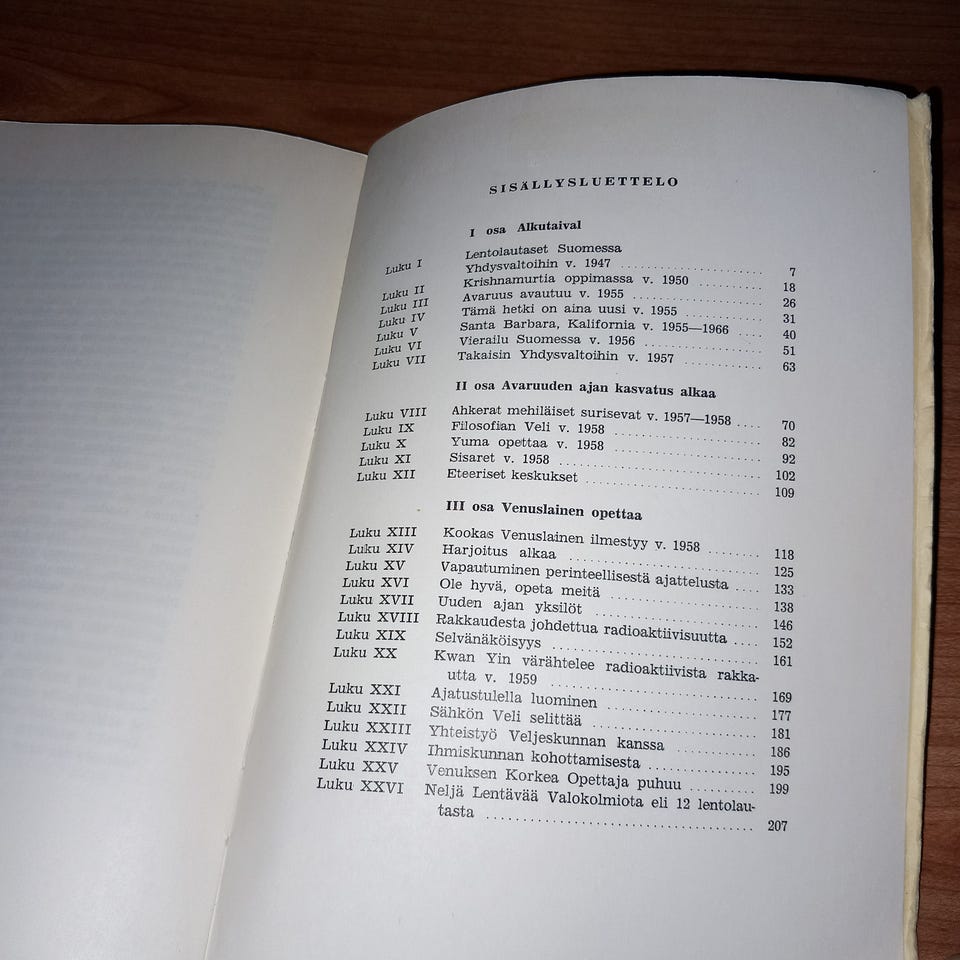 SISÄLLYSLUETTELO
I osa Alkutaival
Lentolautaset Suomessa
Luku I Yhdysvaltoihin v. 1947 .................... 7
Luku II Krishnamurtia oppimassa v. 1950 ......... 18
Luku III Avaruus avautuu v. 1955 .................. 26
Luku IV Tämä hetki on aina uusi v. 1955 ........... 31
Luku V Santa Barbara, Kalifornia v. 1955—1966 .... 40
Luku VI Vierailu Suomessa v. 1956 ................. 51
Luku VII Takaisin Yhdysvaltoihin v. 1957 ........... 63
II osa Avaruuden ajan kasvatus alkaa
Luku VIII Ahkerat mehiläiset surisevat v. 1957—1958 .... 70
Luku IX Filosofian Veli v. 1958 .................... 82
Luku X Yuma opettaa v. 1958 .................... 92
Luku XI Sisaret v. 1958 ........................... 102
Luku XII Eteeriset keskukset ........................ 109
III osa Venuslainen opettaa
Luku XIII Kookas Venuslainen ilmestyy v. 1958 ........ 118
Luku XIV Harjoitus alkaa .......................... 125
Luku XV Vapautuminen perinteellisestä ajattelusta .... 133
Luku XVI Ole hyvä, opeta meitä .................... 138
Luku XVII Uuden ajan yksilöt ....................... 146
Luku XVIII Rakkaudesta johdettua radioaktiivisuutta .... 152
Luku XIX Selvänäköisyys ............................ 161
Luku XX Kwan Yin värähtelee radioaktiivista rakka-
utta v. 1959 ............................ 169
Luku XXI Ajatustulella luominen .................... 177
Luku XXII Sähkön Veli selittää ...................... 181
Luku XXIII Yhteistyö Veljeskunnan kanssa ............ 186
Luku XXIV Ihmiskunnan kohottamisesta ............... 195
Luku XXV Venuksen Korkea Opettaja puhuu .......... 199
Luku XXVI Neljä Lentävää Valokolmiota eli 12 lentolau-
tasta .................................... 207